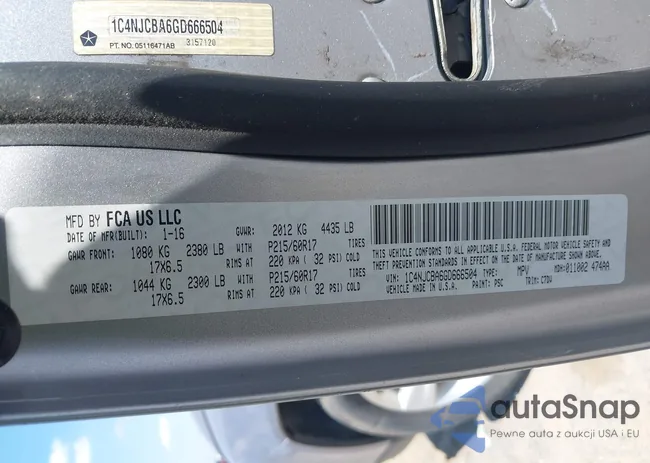 1C4NJCBA6GD666504
PT. NO. 05116471AB 3157120
MFD BY FCA US LLC
DATE OF MFR(BUILT): 1-16 GVWR: 2012 KG 4435 LB
GAWR FRONT: 1080 KG 2380 LB WITH P215/60R17 TIRES
17X6.5 RIMS AT 220 KPA ( 32 PSI) COLD
GAWR REAR: 1044 KG 2300 LB WITH P215/60R17 TIRES
17X6.5 RIMS AT 220 KPA ( 32 PSI) COLD
THIS VEHICLE CONFORMS TO ALL APPLICABLE U.S.A. FEDERAL MOTOR VEHICLE
SAFETY, BUMPER, AND THEFT PREVENTION STANDARDS IN EFFECT ON THE
DATE OF MANUFACTURE SHOWN ABOVE.
VIN: 1C4NJCBA6GD666504 TYPE: MPV MDH: 011002 474AA
VEHICLE MADE IN U.S.A. PAINT: PSC TRIM: C7DV
autaSnap
Pewne auta z aukcji USA i EU